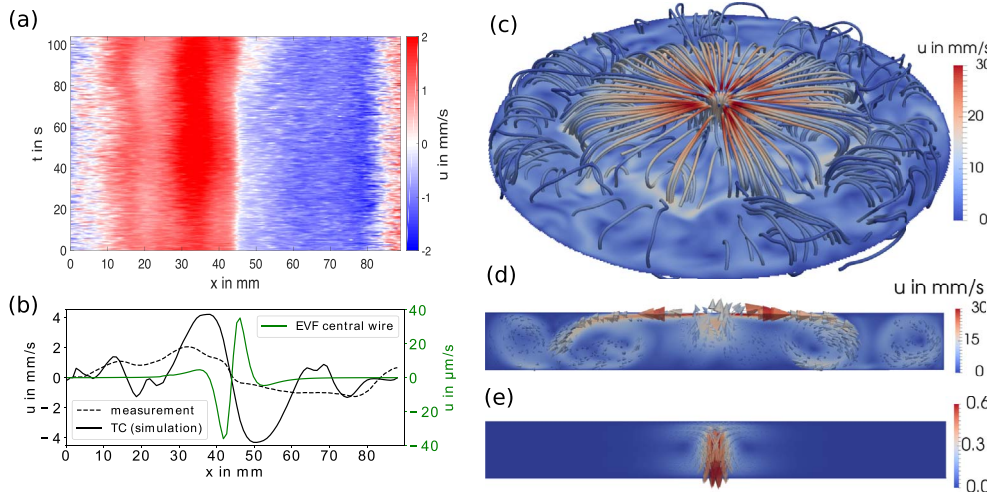 (a)
100
80
60
40
20
0
t in s
0 10 20 30 40 50 60 70 80
x in mm
2
1
0
-1
-2
u in mm/s
(b)
4
2
0
−2
−4
u in mm/s
EVF central wire
measurement
TC (simulation)
40
20
0
−20
−40
u in µm/s
0 10 20 30 40 50 60 70 80
x in mm
(c)
u in mm/s
30
20
10
0
(d)
u in mm/s
30
15
0
(e)
0.6
0.3
0.0